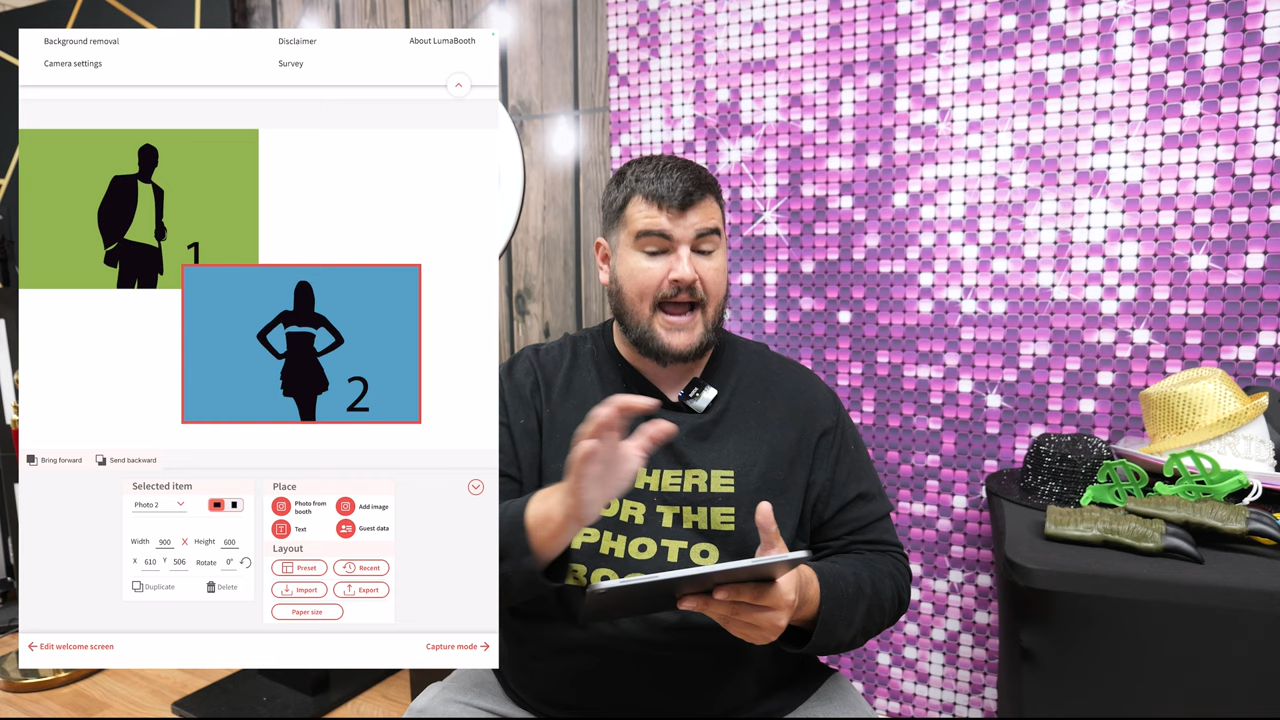 Background removal
Disclaimer
About LumaBooth
Camera settings
Survey
1
2
Bring forward
Send backward
Selected item
Photo 2
Width 900 X Height 600
X 610 Y 506 Rotate 0°
Duplicate
Delete
Place
Photo from booth
Add image
Text
Guest data
Layout
Preset
Recent
Import
Export
Paper size
Edit welcome screen
Capture mode
HERE
OR THE
PHOTO